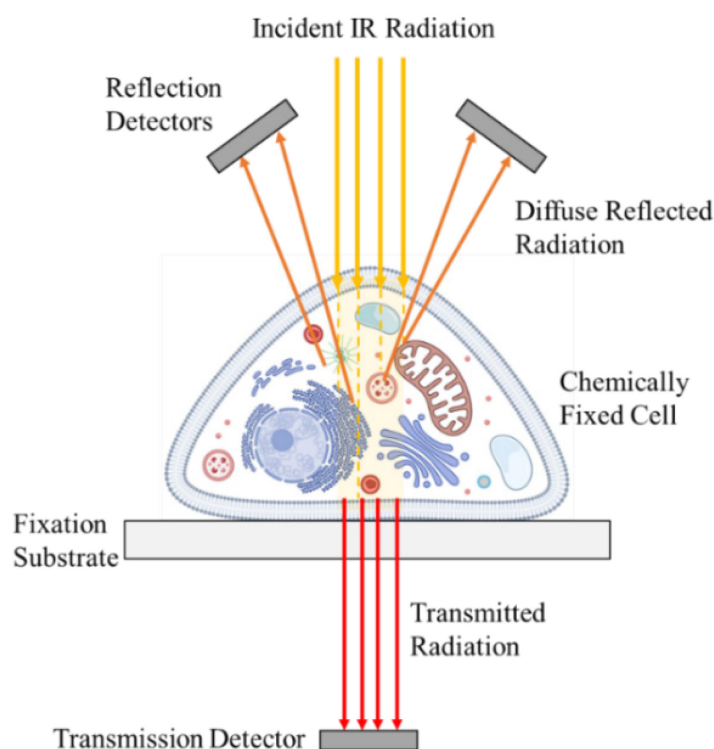 Incident IR Radiation
Reflection
Detectors
Diffuse Reflected
Radiation
Chemically
Fixed Cell
Fixation
Substrate
Transmitted
Radiation
Transmission Detector